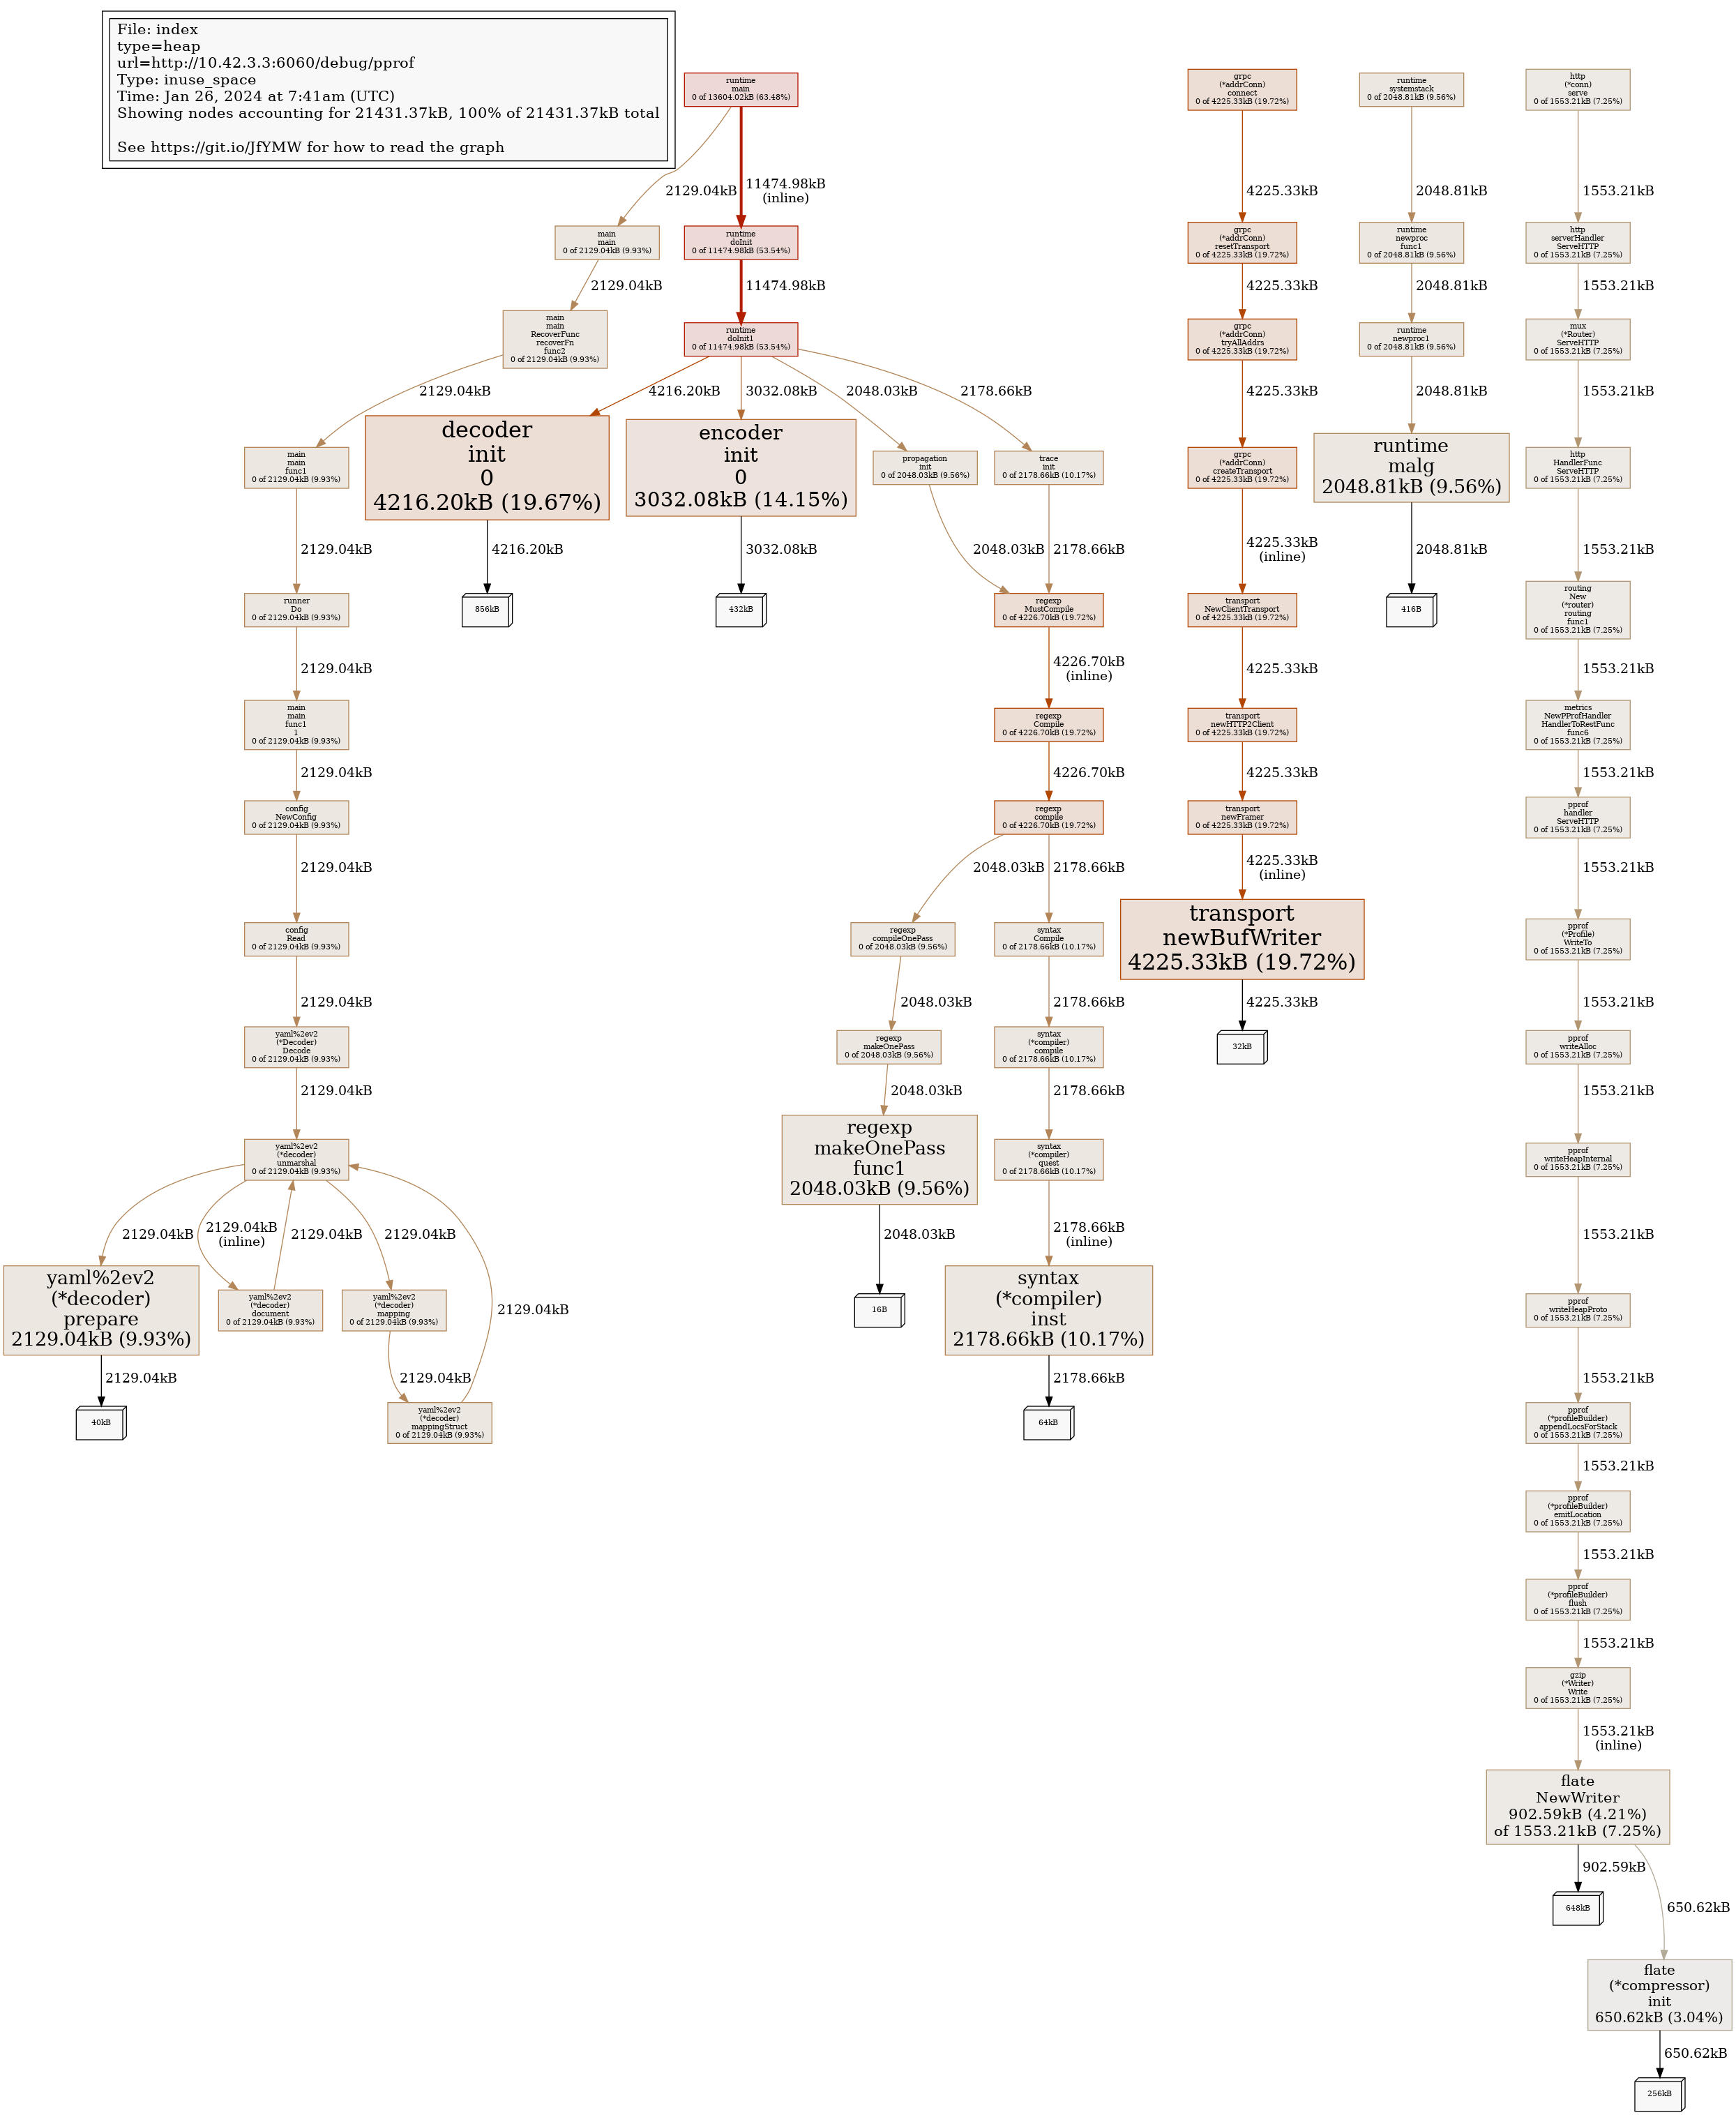 File: index
type=heap
url=http://10.42.3.3:6060/debug/pprof
Type: inuse_space
Time: Jan 26, 2024 at 7:41am (UTC)
Showing nodes accounting for 21431.37kB, 100% of 21431.37kB total
See https://git.io/JfYMW for how to read the graph
runtime
main
0 of 13604.02kB (63.48%)
2129.04kB
11474.98kB
(inline)
main
main
0 of 2129.04kB (9.93%)
runtime
doInit
0 of 11474.98kB (53.54%)
2129.04kB
11474.98kB
main
main
RecoverFunc
recoverFn
func2
0 of 2129.04kB (9.93%)
runtime
doInit1
0 of 11474.98kB (53.54%)
2129.04kB
4216.20kB
3032.08kB
2048.03kB
2178.66kB
main
main
func1
0 of 2129.04kB (9.93%)
decoder
init
0
4216.20kB (19.67%)
encoder
init
0
3032.08kB (14.15%)
propagation
init
0 of 2048.03kB (9.56%)
trace
init
0 of 2178.66kB (10.17%)
2129.04kB
4216.20kB
3032.08kB
2048.03kB
2178.66kB
runner
Do
0 of 2129.04kB (9.93%)
856kB
432kB
regexp
MustCompile
0 of 4226.70kB (19.72%)
2129.04kB
4226.70kB
(inline)
main
main
func1
1
0 of 2129.04kB (9.93%)
regexp
Compile
0 of 4226.70kB (19.72%)
2129.04kB
4226.70kB
config
NewConfig
0 of 2129.04kB (9.93%)
regexp
compile
0 of 4226.70kB (19.72%)
2129.04kB
2048.03kB
2178.66kB
config
Read
0 of 2129.04kB (9.93%)
regexp
compileOnePass
0 of 2048.03kB (9.56%)
syntax
Compile
0 of 2178.66kB (10.17%)
2129.04kB
2048.03kB
2178.66kB
yaml%2ev2
(*Decoder)
Decode
0 of 2129.04kB (9.93%)
regexp
makeOnePass
0 of 2048.03kB (9.56%)
syntax
(*compiler)
compile
0 of 2178.66kB (10.17%)
2129.04kB
2048.03kB
2178.66kB
yaml%2ev2
(*decoder)
unmarshal
0 of 2129.04kB (9.93%)
regexp
makeOnePass
func1
2048.03kB (9.56%)
syntax
(*compiler)
quest
0 of 2178.66kB (10.17%)
2129.04kB
2129.04kB
(inline)
2129.04kB
2129.04kB
2129.04kB
2048.03kB
2178.66kB
(inline)
yaml%2ev2
(*decoder)
prepare
2129.04kB (9.93%)
yaml%2ev2
(*decoder)
document
0 of 2129.04kB (9.93%)
yaml%2ev2
(*decoder)
mapping
0 of 2129.04kB (9.93%)
16B
syntax
(*compiler)
inst
2178.66kB (10.17%)
2129.04kB
2129.04kB
2178.66kB
40kB
yaml%2ev2
(*decoder)
mappingStruct
0 of 2129.04kB (9.93%)
64kB
grpc
(*addrConn)
connect
0 of 4225.33kB (19.72%)
4225.33kB
grpc
(*addrConn)
resetTransport
0 of 4225.33kB (19.72%)
4225.33kB
grpc
(*addrConn)
tryAllAddrs
0 of 4225.33kB (19.72%)
4225.33kB
grpc
(*addrConn)
createTransport
0 of 4225.33kB (19.72%)
4225.33kB
(inline)
transport
NewClientTransport
0 of 4225.33kB (19.72%)
4225.33kB
transport
newHTTP2Client
0 of 4225.33kB (19.72%)
4225.33kB
transport
newFramer
0 of 4225.33kB (19.72%)
4225.33kB
(inline)
transport
newBufWriter
4225.33kB (19.72%)
4225.33kB
32kB
runtime
systemstack
0 of 2048.81kB (9.56%)
2048.81kB
runtime
newproc
func1
0 of 2048.81kB (9.56%)
2048.81kB
runtime
newproc1
0 of 2048.81kB (9.56%)
2048.81kB
runtime
malg
2048.81kB (9.56%)
2048.81kB
416B
http
(*conn)
serve
0 of 1553.21kB (7.25%)
1553.21kB
http
serverHandler
ServeHTTP
0 of 1553.21kB (7.25%)
1553.21kB
mux
(*Router)
ServeHTTP
0 of 1553.21kB (7.25%)
1553.21kB
http
HandlerFunc
ServeHTTP
0 of 1553.21kB (7.25%)
1553.21kB
routing
New
(*router)
routing
func1
0 of 1553.21kB (7.25%)
1553.21kB
metrics
NewPProfHandler
HandlerToRestFunc
func6
0 of 1553.21kB (7.25%)
1553.21kB
pprof
handler
ServeHTTP
0 of 1553.21kB (7.25%)
1553.21kB
pprof
(*Profile)
WriteTo
0 of 1553.21kB (7.25%)
1553.21kB
pprof
writeAlloc
0 of 1553.21kB (7.25%)
1553.21kB
pprof
writeHeapInternal
0 of 1553.21kB (7.25%)
1553.21kB
pprof
writeHeapProto
0 of 1553.21kB (7.25%)
1553.21kB
pprof
(*profileBuilder)
appendLocsForStack
0 of 1553.21kB (7.25%)
1553.21kB
pprof
(*profileBuilder)
emitLocation
0 of 1553.21kB (7.25%)
1553.21kB
pprof
(*profileBuilder)
flush
0 of 1553.21kB (7.25%)
1553.21kB
gzip
(*Writer)
Write
0 of 1553.21kB (7.25%)
1553.21kB
(inline)
flate
NewWriter
902.59kB (4.21%)
of 1553.21kB (7.25%)
902.59kB
648kB
650.62kB
flate
(*compressor)
init
650.62kB (3.04%)
650.62kB
256kB